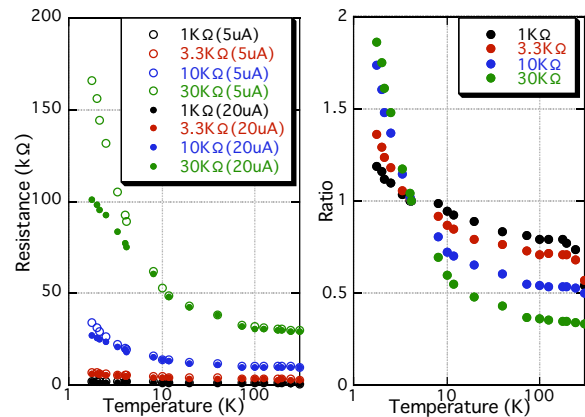 200
150
100
50
0
Resistance (kΩ)
1KΩ(5uA)
3.3KΩ(5uA)
10KΩ(5uA)
30KΩ(5uA)
1KΩ(20uA)
3.3KΩ(20uA)
10KΩ(20uA)
30KΩ(20uA)
10
100
Temperature (K)
2
1.5
1
0.5
0
Ratio
1KΩ
3.3KΩ
10KΩ
30KΩ
10
100
Temperature (K)